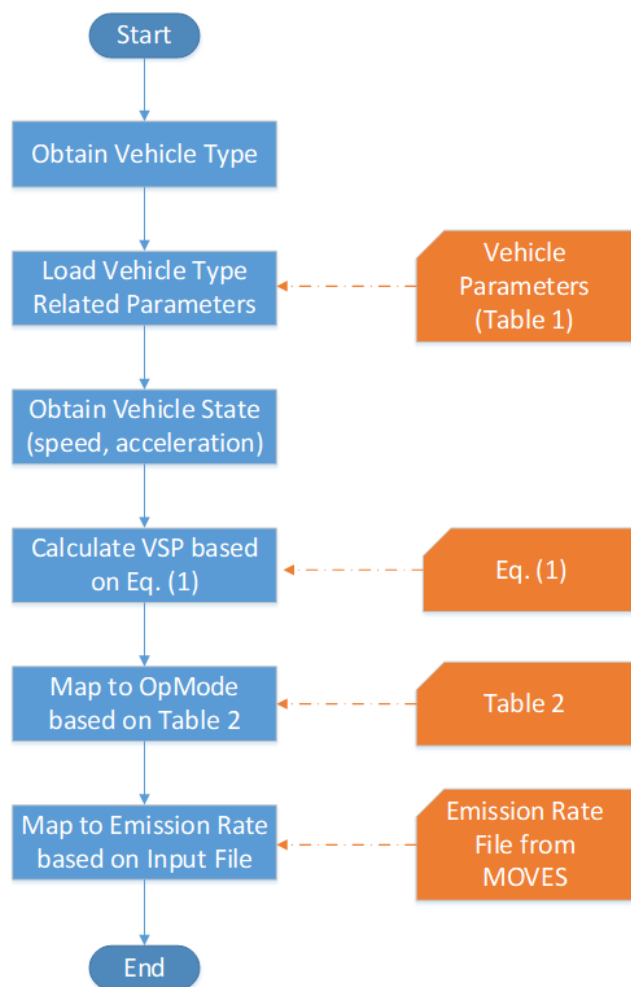 Start
Obtain Vehicle Type
Load Vehicle Type
Related Parameters
Vehicle
Parameters
(Table 1)
Obtain Vehicle State
(speed, acceleration)
Calculate VSP based
on Eq. (1)
Eq. (1)
Map to OpMode
based on Table 2
Table 2
Map to Emission Rate
based on Input File
Emission Rate
File from
MOVES
End